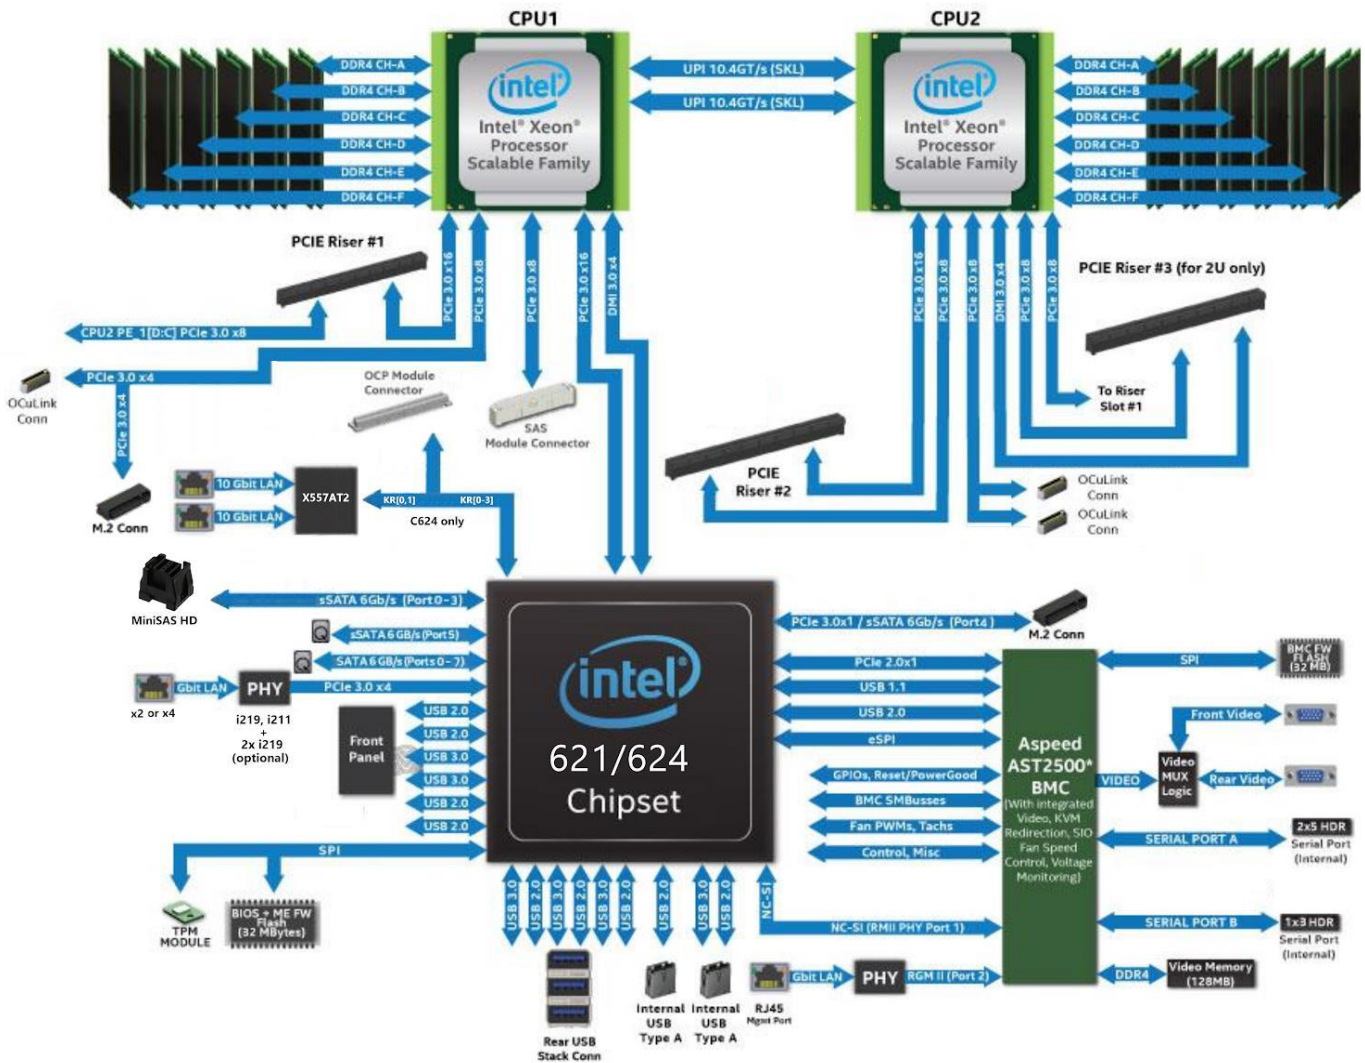 CPU1
CPU2
DDR4 CH-A
DDR4 CH-B
DDR4 CH-C
DDR4 CH-D
DDR4 CH-E
DDR4 CH-F
intel
Intel® Xeon®
Processor
Scalable Family
UPI 10.4GT/s (SKL)
UPI 10.4GT/s (SKL)
intel
Intel® Xeon®
Processor
Scalable Family
DDR4 CH-A
DDR4 CH-B
DDR4 CH-C
DDR4 CH-D
DDR4 CH-E
DDR4 CH-F
PCIE Riser #1
PCIe 3.0 x16
PCIe 3.0 x8
PCIe 3.0 x8
PCIe 3.0 x16
DMI 3.0 x4
PCIe 3.0 x16
PCIe 3.0 x8
PCIe 3.0 x8
DMI 3.0 x4
PCIe 3.0 x8
PCIe 3.0 x8
PCIE Riser #3 (for 2U only)
CPU2 PE_1[D:C] PCIe 3.0 x8
PCIe 3.0 x4
OCuLink
Conn
PCIe 3.0 x4
M.2 Conn
OCP Module
Connector
SAS
Module Connector
To Riser
Slot #1
PCIE
Riser #2
OCuLink
Conn
OCuLink
Conn
10 Gbit LAN
10 Gbit LAN
X557AT2
KR[0,1]
KR[0-3]
C624 only
MiniSAS HD
sSATA 6Gb/s (Port 0-3)
sSATA 6 GB/s (Port 5)
SATA 6 GB/s (Ports 0-7)
x2 or x4
Gbit LAN
PHY
PCIe 3.0 x4
i219, i211
+
2x i219
(optional)
Front
Panel
USB 2.0
USB 2.0
USB 3.0
USB 3.0
USB 2.0
USB 2.0
SPI
TPM
MODULE
BIOS + ME FW
Flash
(32 MBytes)
intel
621/624
Chipset
PCIe 3.0x1 / sSATA 6Gb/s (Port4)
M.2 Conn
PCIe 2.0x1
USB 1.1
USB 2.0
eSPI
GPIOs, Reset/PowerGood
BMC SMBusses
Fan PWMs, Tachs
Control, Misc
Aspeed
AST2500*
BMC
(With integrated
Video, KVM
Redirection, SIO
Fan Speed
Control, Voltage
Monitoring)
SPI
BMC FW
FLASH
(32 MB)
VIDEO
Video
MUX
Logic
Front Video
Rear Video
SERIAL PORT A
2x5 HDR
Serial Port
(Internal)
SERIAL PORT B
1x3 HDR
Serial Port
(Internal)
DDR4
Video Memory
(128MB)
USB 3.0
USB 2.0
USB 3.0
USB 2.0
USB 3.0
USB 2.0
USB 2.0
USB 3.0
USB 2.0
NC-SI
NC-SI (RMII PHY Port 1)
Rear USB
Stack Conn
Internal
USB
Type A
Internal
USB
Type A
RJ45
Mgmt Port
Gbit LAN
PHY
RGM II (Port 2)